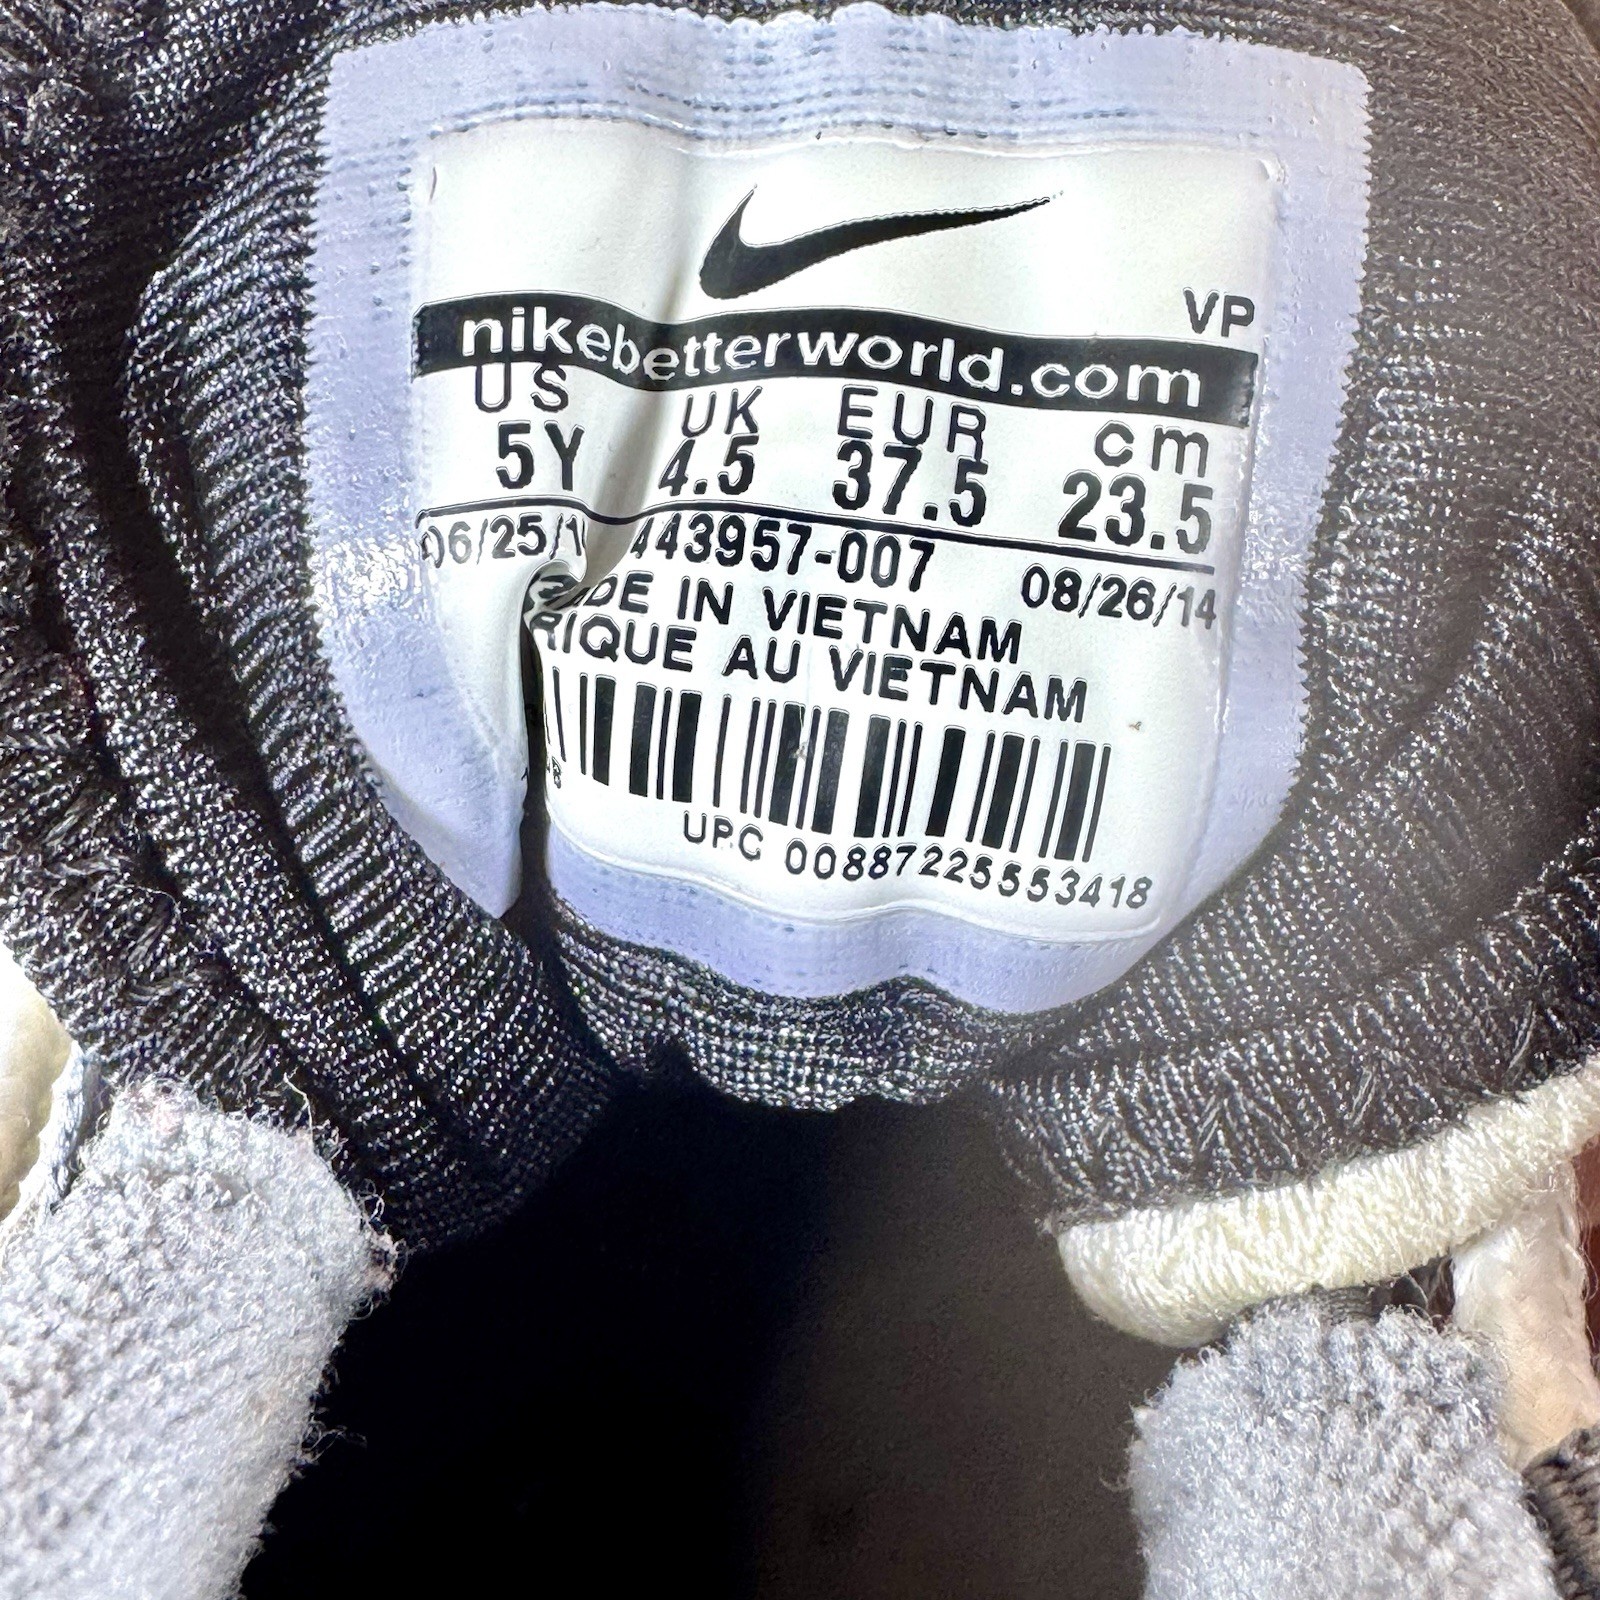 VP
nikebetterworld.com
US UK EUR cm
5Y 4.5 37.5 23.5
443957-007 08/26/14
IN VIETNAM
AU VIETNAM
UPC 00887225553418